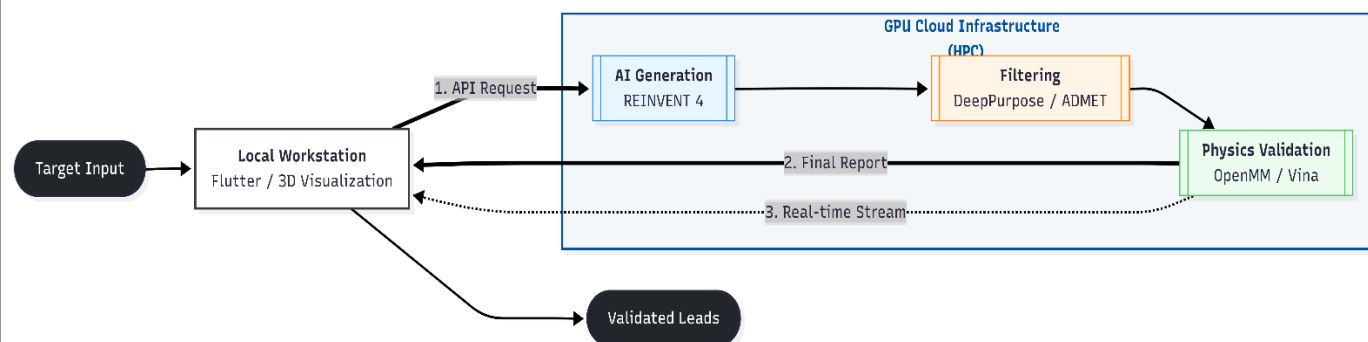 GPU Cloud Infrastructure
(HPC)
AI Generation
REINVENT 4
Filtering
DeepPurpose / ADMET
1. API Request
Target Input
Local Workstation
Flutter / 3D Visualization
2. Final Report
Physics Validation
OpenMM / Vina
3. Real-time Stream
Validated Leads